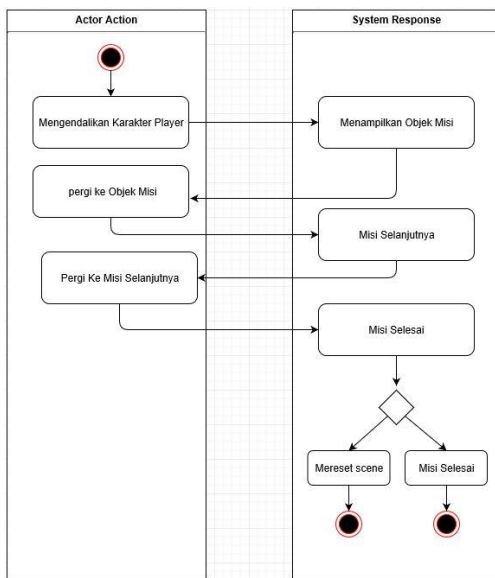 Actor Action
System Response
Mengendalikan Karakter Player
Menampilkan Objek Misi
pergi ke Objek Misi
Misi Selanjutnya
Pergi Ke Misi Selanjutnya
Misi Selesai
Mereset scene
Misi Selesai